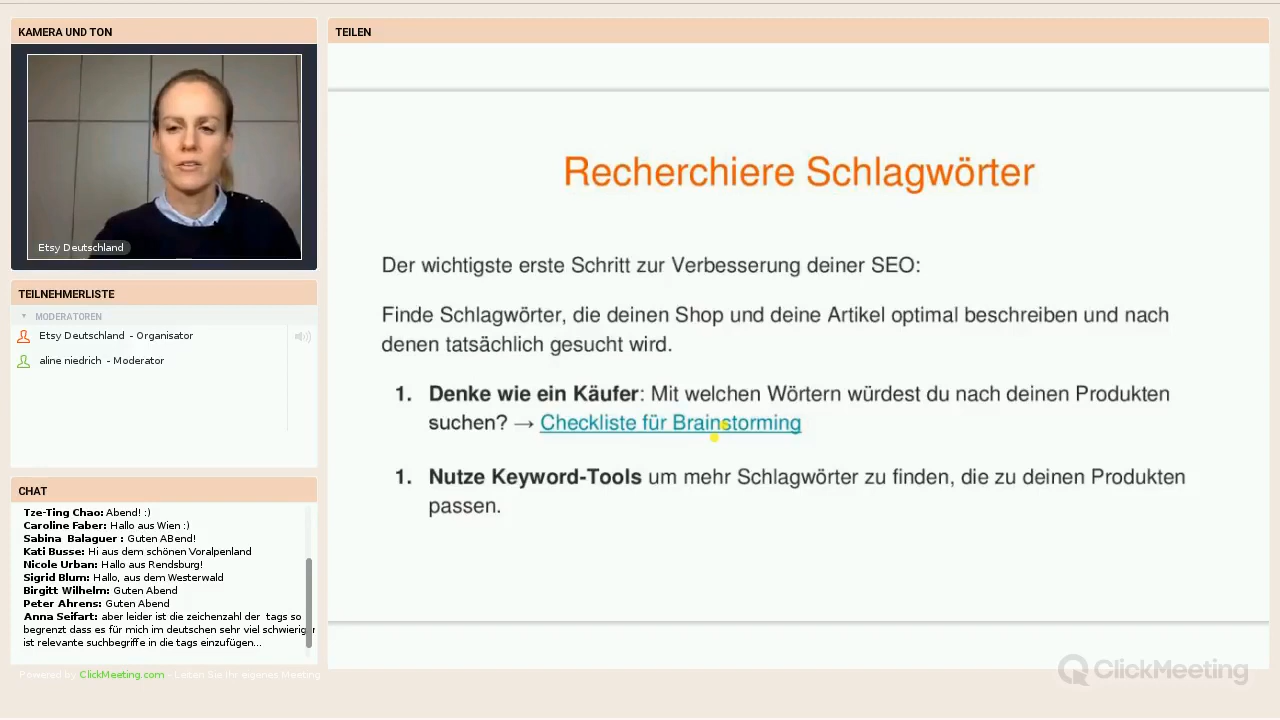 KAMERA UND TON
Etsy Deutschland
TEILNEHMERLISTE
MODERATOREN
Etsy Deutschland - Organisator
aline niedrich - Moderator
CHAT
Tze-Ting Chao: Abend! :)
Caroline Faber: Hallo aus Wien :)
Sabina Balaguer : Guten ABend!
Kati Busse: Hi aus dem schönen Voralpenland
Nicole Urban: Hallo aus Rendsburg!
Sigrid Blum: Hallo, aus dem Westerwald
Birgitt Wilhelm: Guten Abend
Peter Ahrens: Guten Abend
Anna Seifart: aber leider ist die zeichenzahl der tags so
begrenzt dass es für mich im deutschen sehr viel schwieriger
ist relevante suchbegriffe in die tags einzufügen...
Powered by ClickMeeting.com - Leiten Sie Ihr eigenes Meeting
TEILEN
Recherchiere Schlagwörter
Der wichtigste erste Schritt zur Verbesserung deiner SEO:
Finde Schlagwörter, die deinen Shop und deine Artikel optimal beschreiben und nach
denen tatsächlich gesucht wird.
1. Denke wie ein Käufer: Mit welchen Wörtern würdest du nach deinen Produkten
suchen? → Checkliste für Brainstorming
1. Nutze Keyword-Tools um mehr Schlagwörter zu finden, die zu deinen Produkten
passen.
ClickMeeting